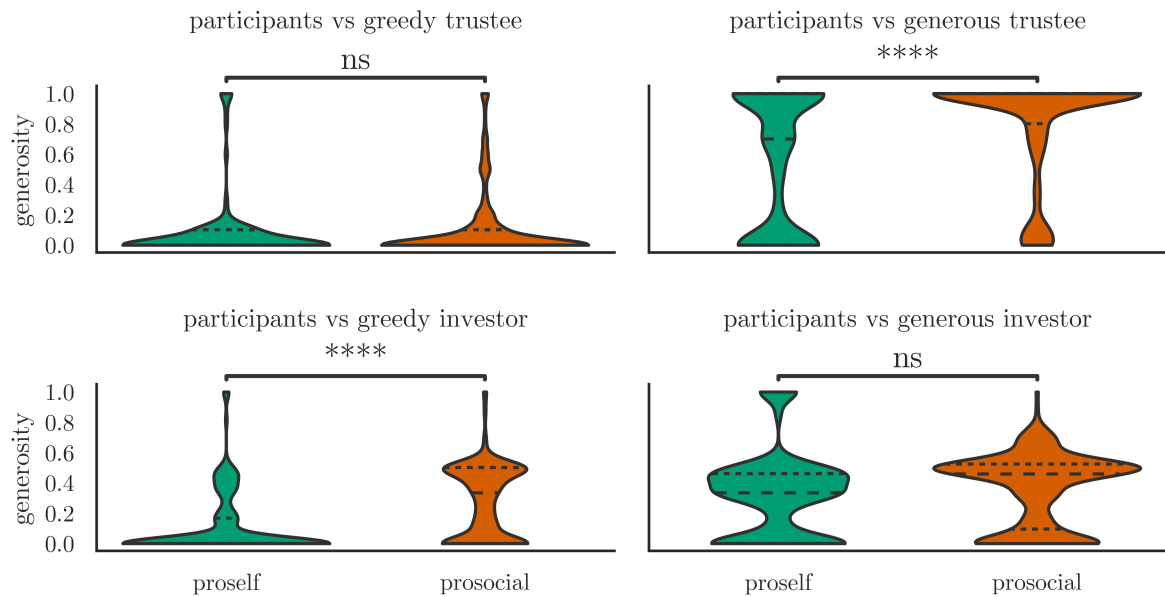 participants vs greedy trustee
participants vs generous trustee
ns
****
1.0
0.8
0.6
0.4
0.2
0.0
generosity
participants vs greedy investor
participants vs generous investor
****
ns
1.0
0.8
0.6
0.4
0.2
0.0
generosity
proself
prosocial
proself
prosocial